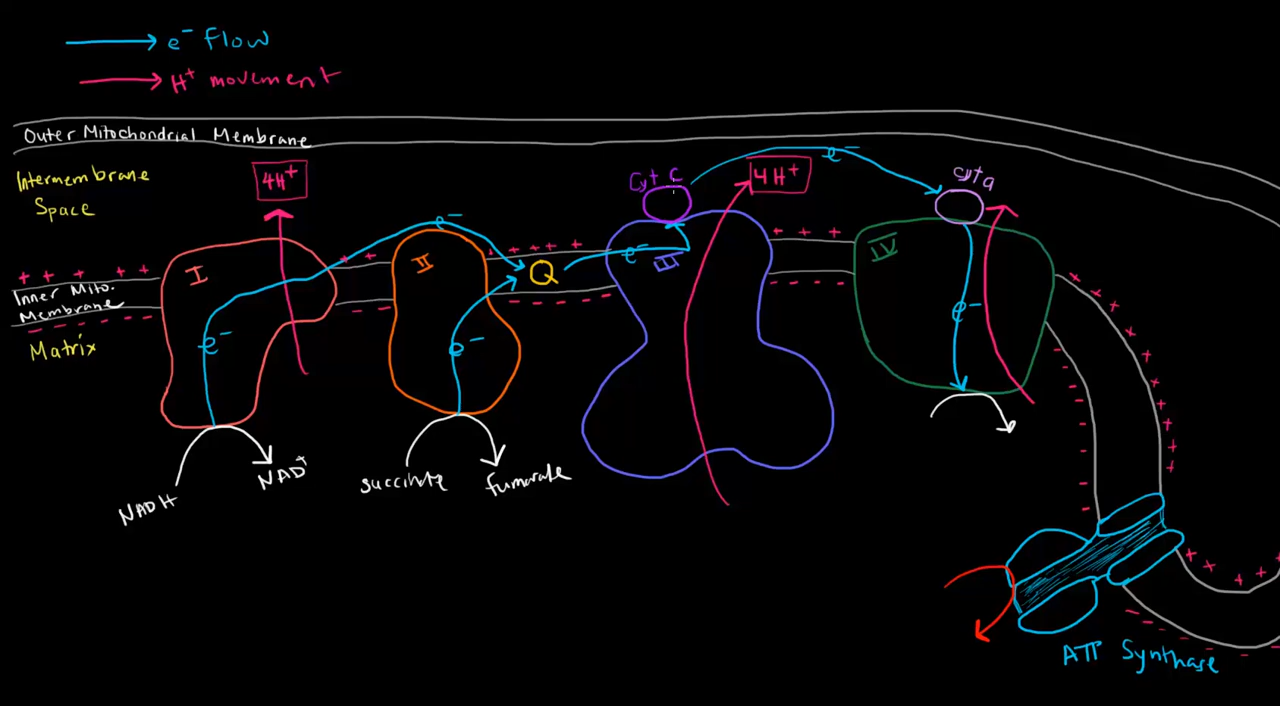 e⁻ flow
H⁺ movement
Outer Mitochondrial Membrane
Intermembrane
Space
4H⁺
Cyt C
e⁻
4H⁺
cyt a
e⁻
I
II
Q
e⁻
III
IV
+ + + + +
+ +
+ + + + +
+ + +
Inner Mito.
Membrane
Matrix
e⁻
e⁻
e⁻
NADH
NAD⁺
succinate
fumarate
ATP Synthase